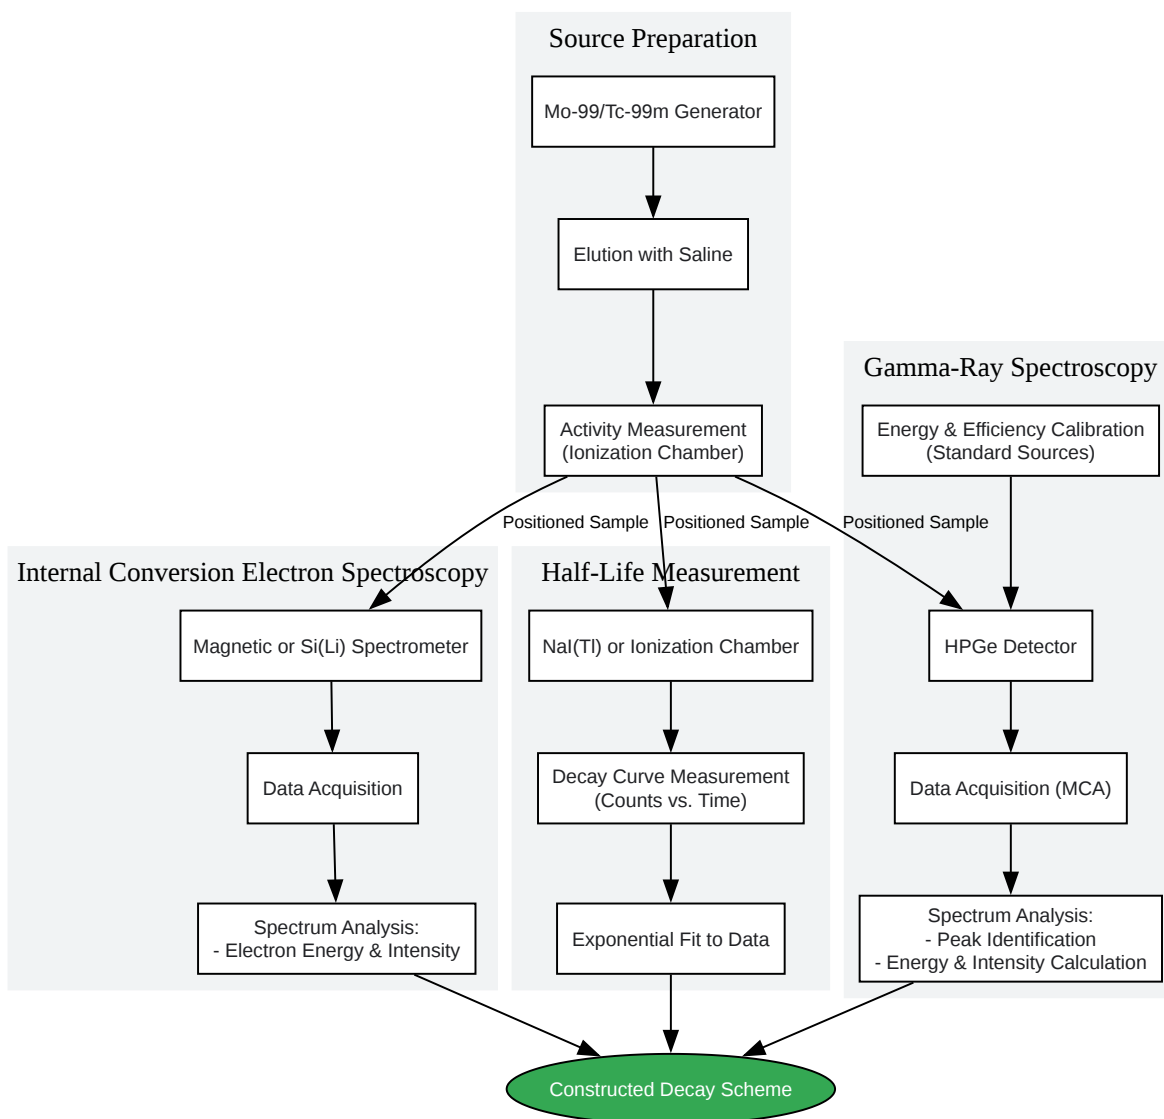 Source Preparation
Mo-99/Tc-99m Generator
Elution with Saline
Activity Measurement
(Ionization Chamber)
Gamma-Ray Spectroscopy
Energy & Efficiency Calibration
(Standard Sources)
Positioned Sample
Positioned Sample
Positioned Sample
Internal Conversion Electron Spectroscopy
Magnetic or Si(Li) Spectrometer
Data Acquisition
Spectrum Analysis:
- Electron Energy & Intensity
Half-Life Measurement
NaI(Tl) or Ionization Chamber
Decay Curve Measurement
(Counts vs. Time)
Exponential Fit to Data
HPGe Detector
Data Acquisition (MCA)
Spectrum Analysis:
- Peak Identification
- Energy & Intensity Calculation
Constructed Decay Scheme